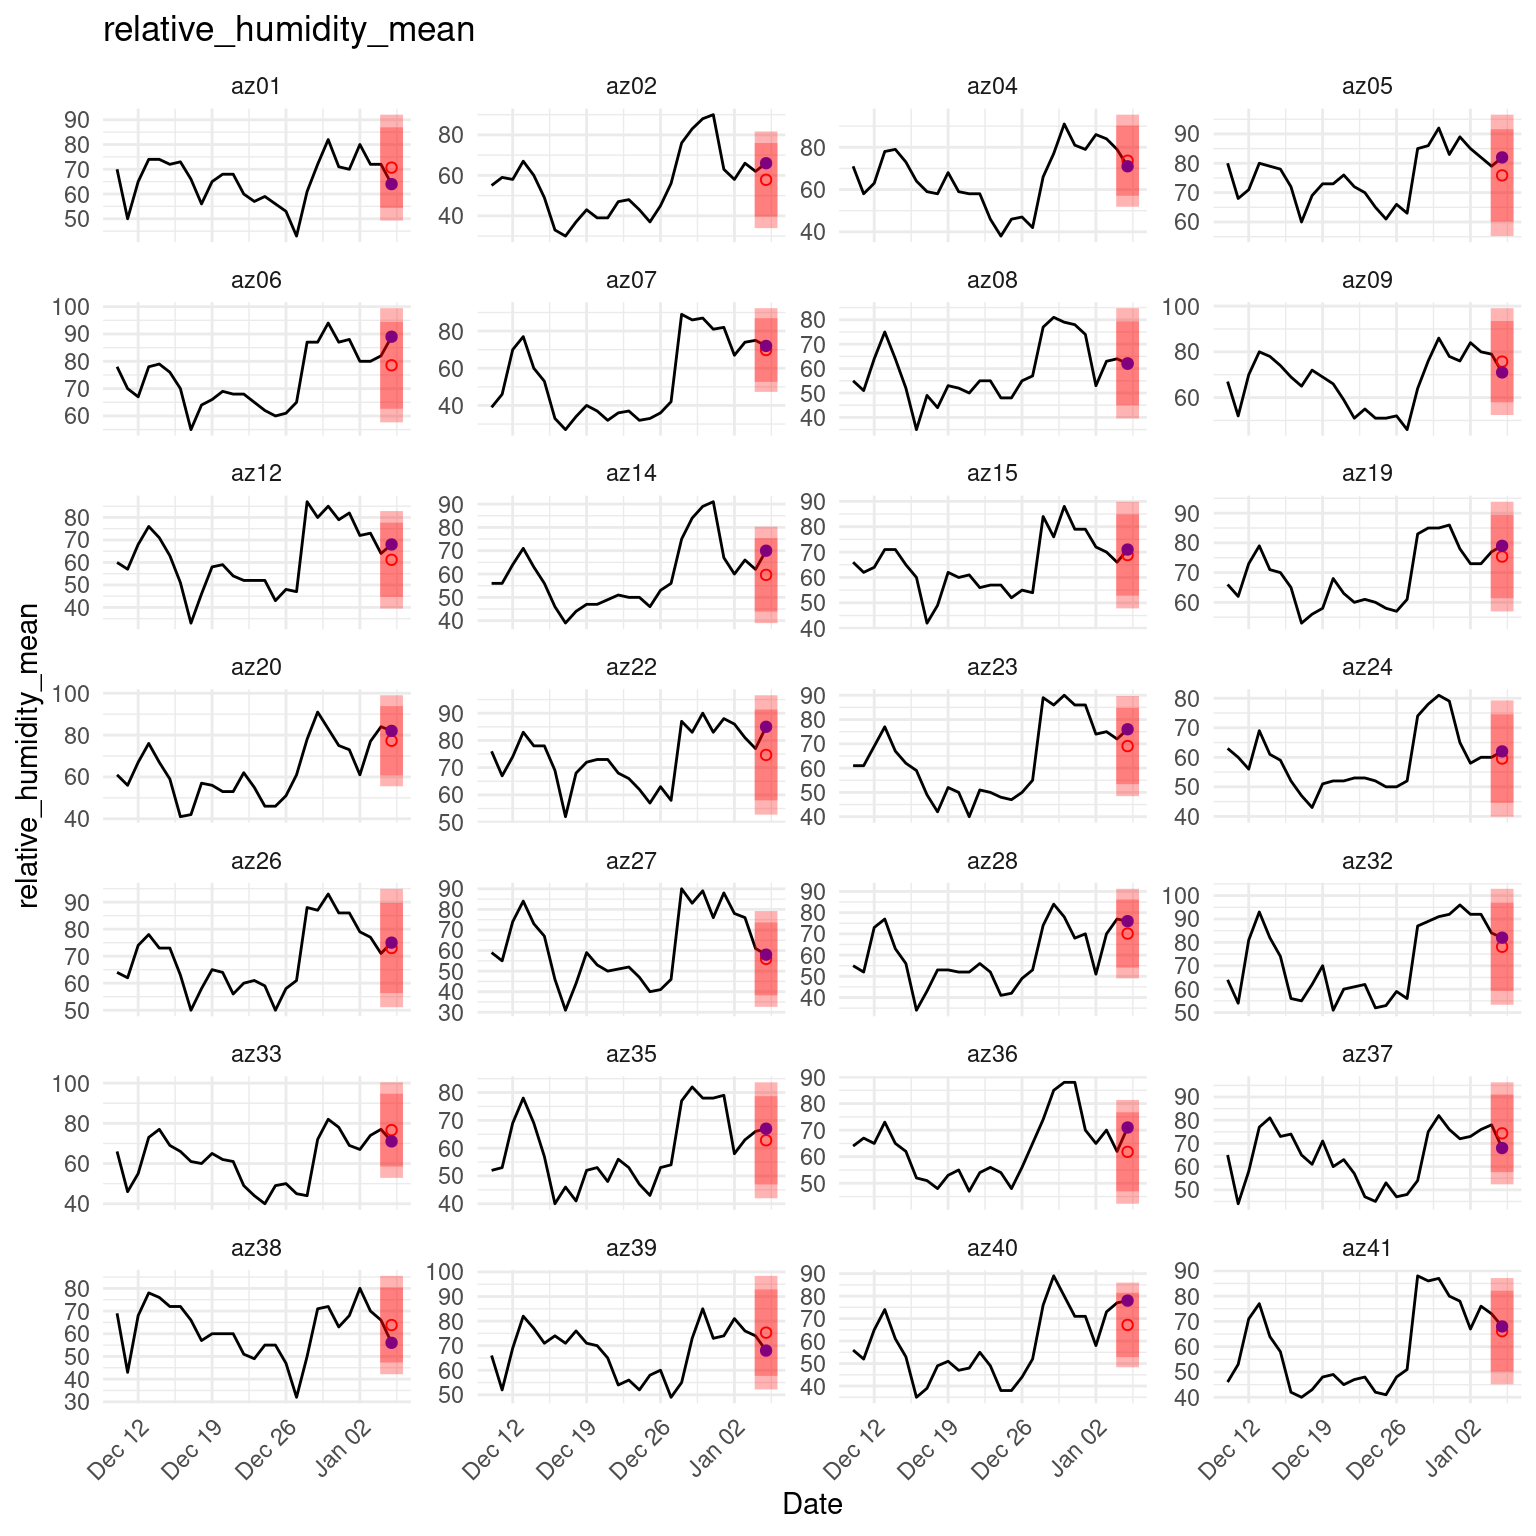 relative_humidity_mean
az01 az02 az04 az05
90 80 70 60 50
80 60 40
80 60 40
90 80 70 60
az06 az07 az08 az09
100 90 80 70 60
80 60 40
80 70 60 50 40
100 80 60
az12 az14 az15 az19
80 70 60 50 40
90 80 70 60 50 40
90 80 70 60 50 40
90 80 70 60
az20 az22 az23 az24
100 80 60 40
90 80 70 60 50
90 80 70 60 50 40
80 70 60 50 40
az26 az27 az28 az32
90 80 70 60 50
90 80 70 60 50 40 30
90 80 70 60 50 40
100 90 80 70 60 50
az33 az35 az36 az37
100 80 60 40
80 70 60 50 40
90 80 70 60 50
90 80 70 60 50
az38 az39 az40 az41
80 70 60 50 40 30
100 90 80 70 60 50
90 80 70 60 50 40
90 80 70 60 50 40
Dec 12 Dec 19 Dec 26 Jan 02
Dec 12 Dec 19 Dec 26 Jan 02
Dec 12 Dec 19 Dec 26 Jan 02
Dec 12 Dec 19 Dec 26 Jan 02
Date
relative_humidity_mean